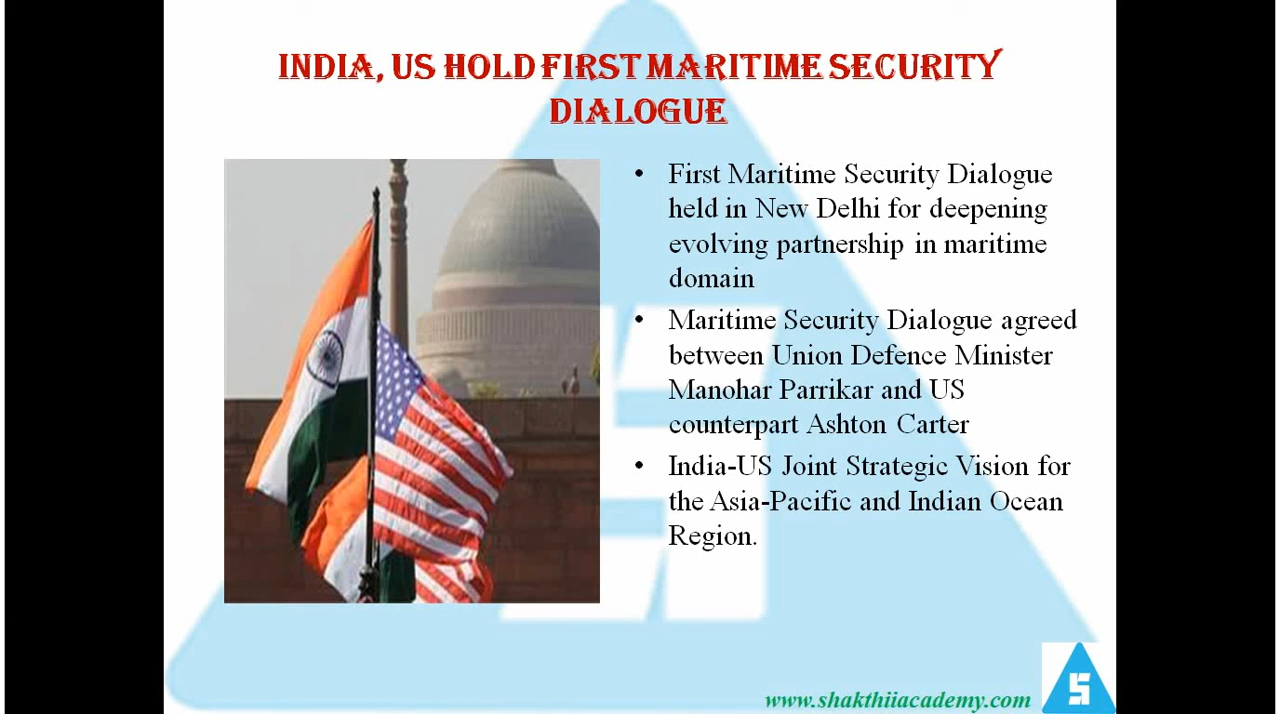 INDIA, US HOLD FIRST MARITIME SECURITY
DIALOGUE
• First Maritime Security Dialogue
held in New Delhi for deepening
evolving partnership in maritime
domain
• Maritime Security Dialogue agreed
between Union Defence Minister
Manohar Parrikar and US
counterpart Ashton Carter
• India-US Joint Strategic Vision for
the Asia-Pacific and Indian Ocean
Region.
www.shakthiiacademy.com